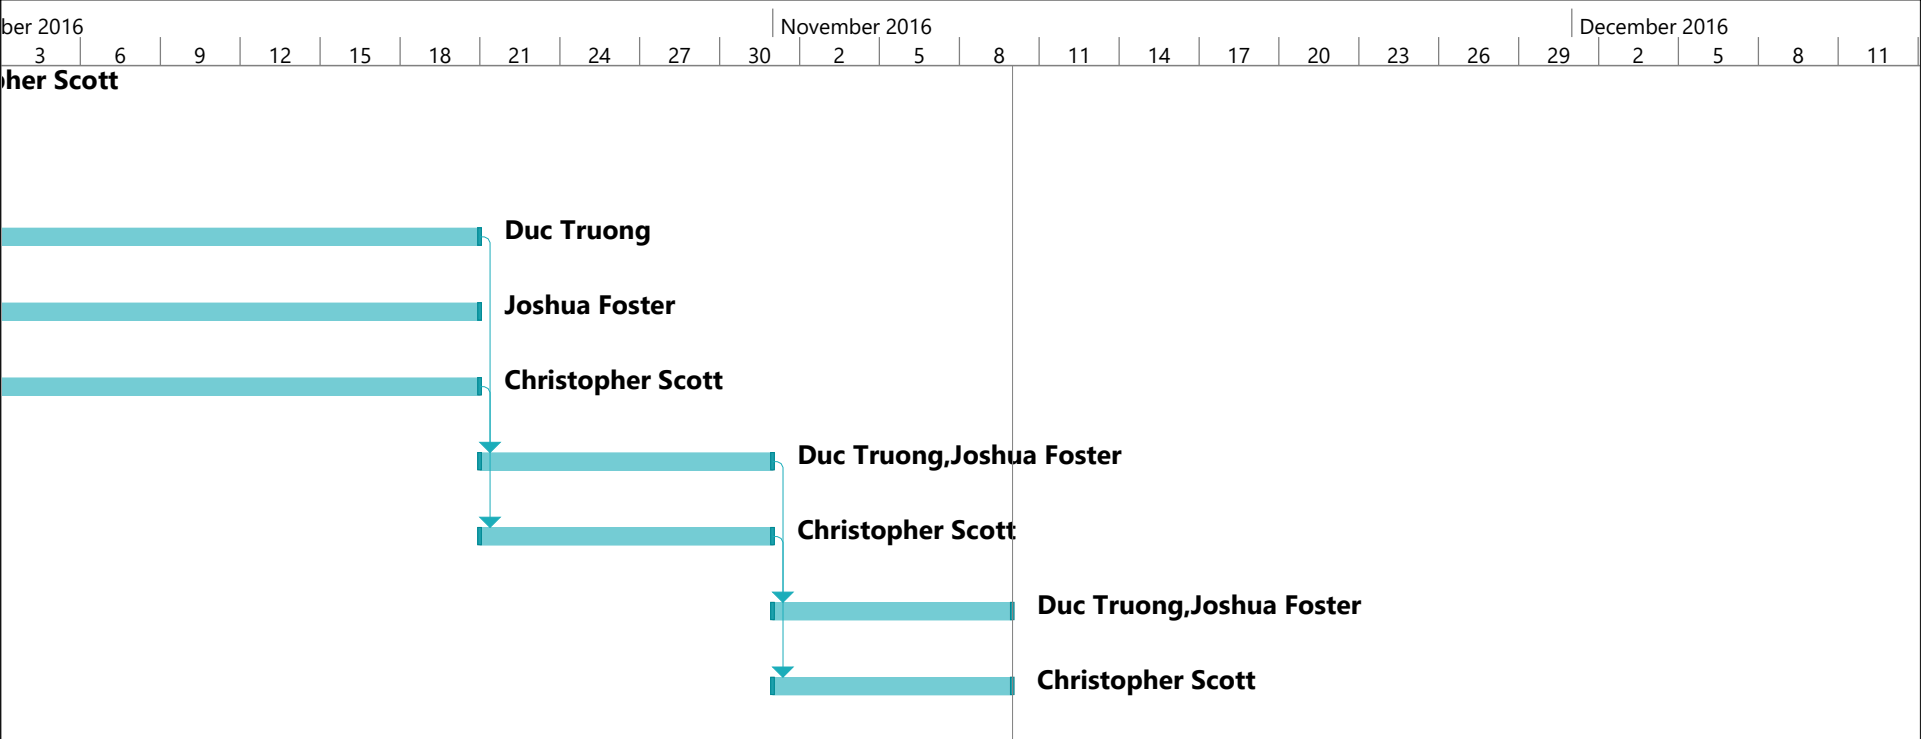 ber 2016 November 2016 December 2016
3 6 9 12 15 18 21 24 27 30 2 5 8 11 14 17 20 23 26 29 2 5 8 11
her Scott
Duc Truong
Joshua Foster
Christopher Scott
Duc Truong,Joshua Foster
Christopher Scott
Duc Truong,Joshua Foster
Christopher Scott